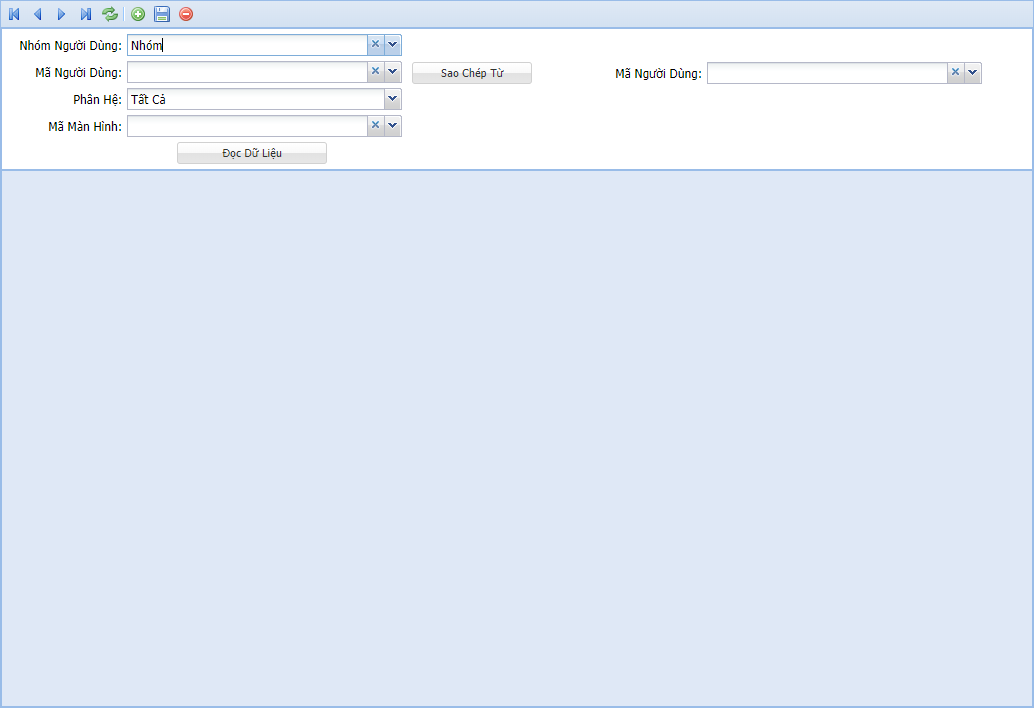 Nhóm Người Dùng: Nhóm
Mã Người Dùng: Sao Chép Từ Mã Người Dùng:
Phân Hệ: Tất Cả
Mã Màn Hình:
Đọc Dữ Liệu